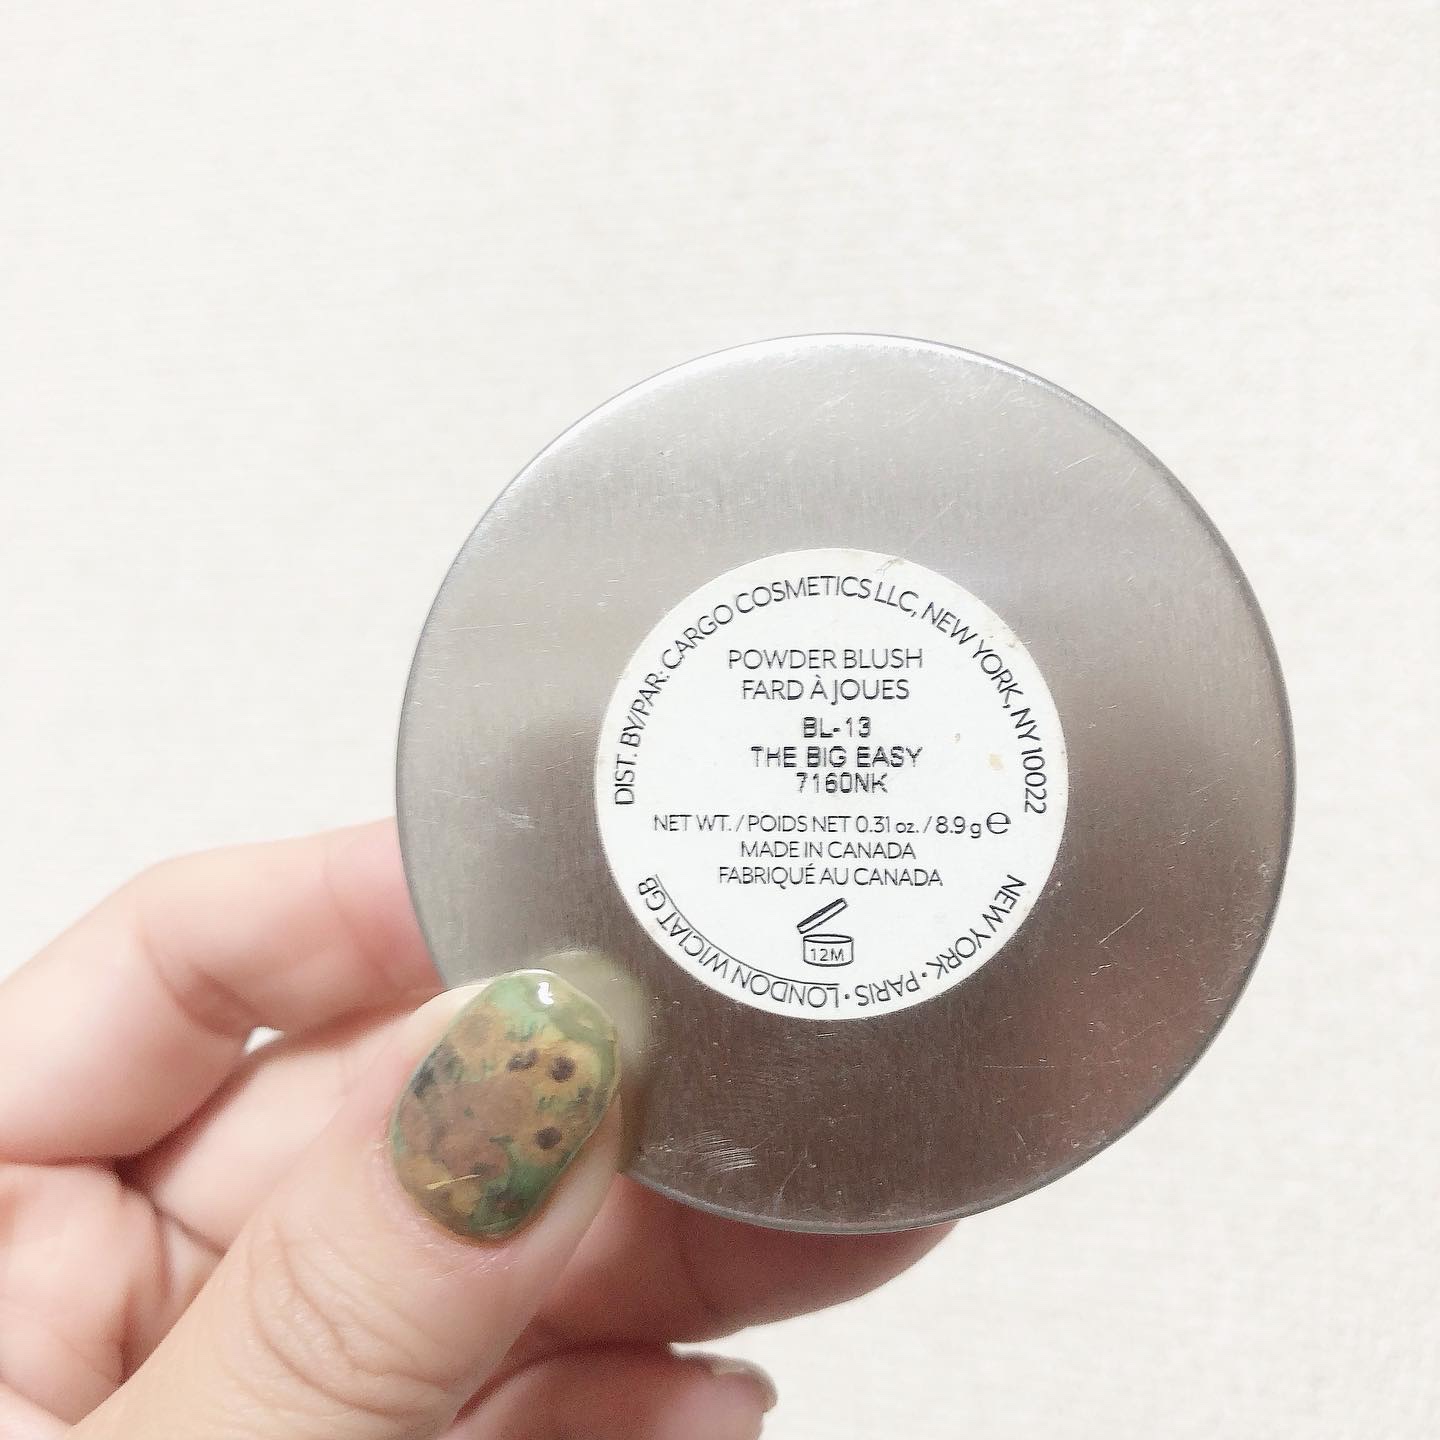 DIST. BY/PAR: CARGO COSMETICS LLC, NEW YORK, NY 10022
POWDER BLUSH
FARD À JOUES
BL-13
THE BIG EASY
7160NK
NET WT. / POIDS NET 0.31 oz. / 8.9 g ℮
MADE IN CANADA
FABRIQUÉ AU CANADA
12M
NEW YORK • PARIS • LONDON W1C1AT GB